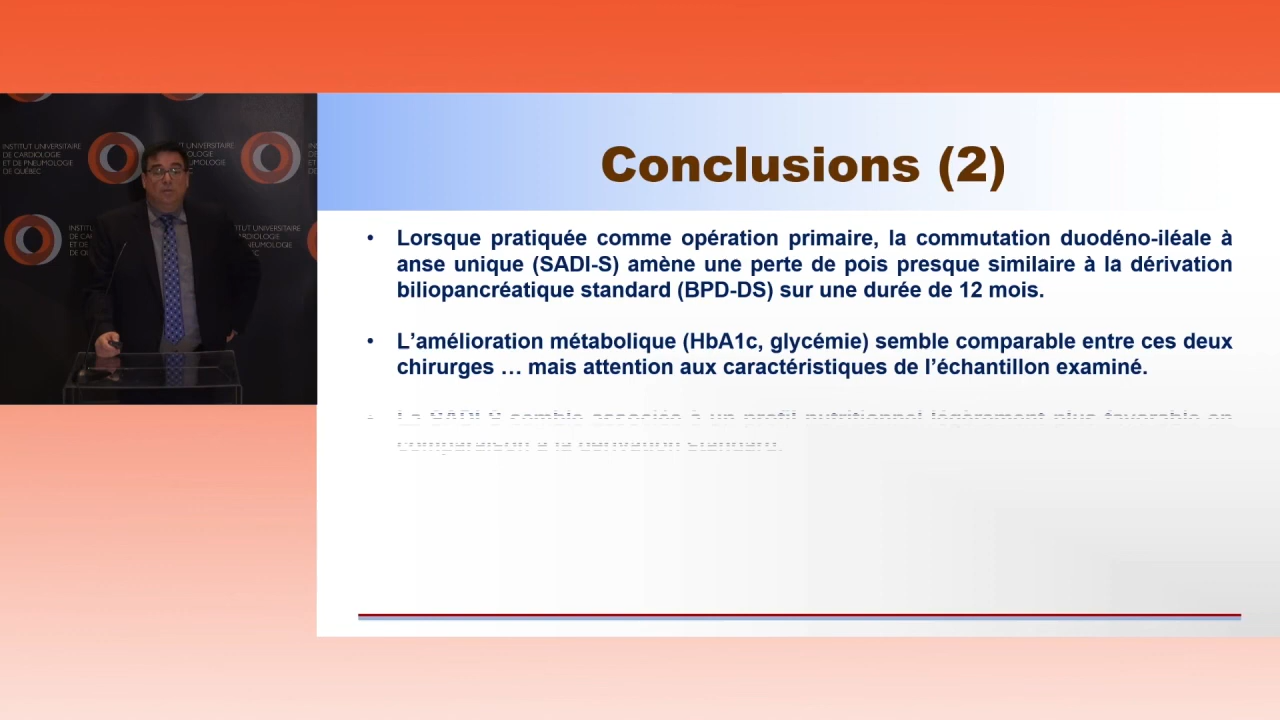 INSTITUT UNIVERSITAIRE
DE CARDIOLOGIE
ET DE PNEUMOLOGIE
DE QUÉBEC
Conclusions (2)
• Lorsque pratiquée comme opération primaire, la commutation duodéno-iléale à
anse unique (SADI-S) amène une perte de pois presque similaire à la dérivation
biliopancréatique standard (BPD-DS) sur une durée de 12 mois.
• L’amélioration métabolique (HbA1c, glycémie) semble comparable entre ces deux
chirurges … mais attention aux caractéristiques de l’échantillon examiné.